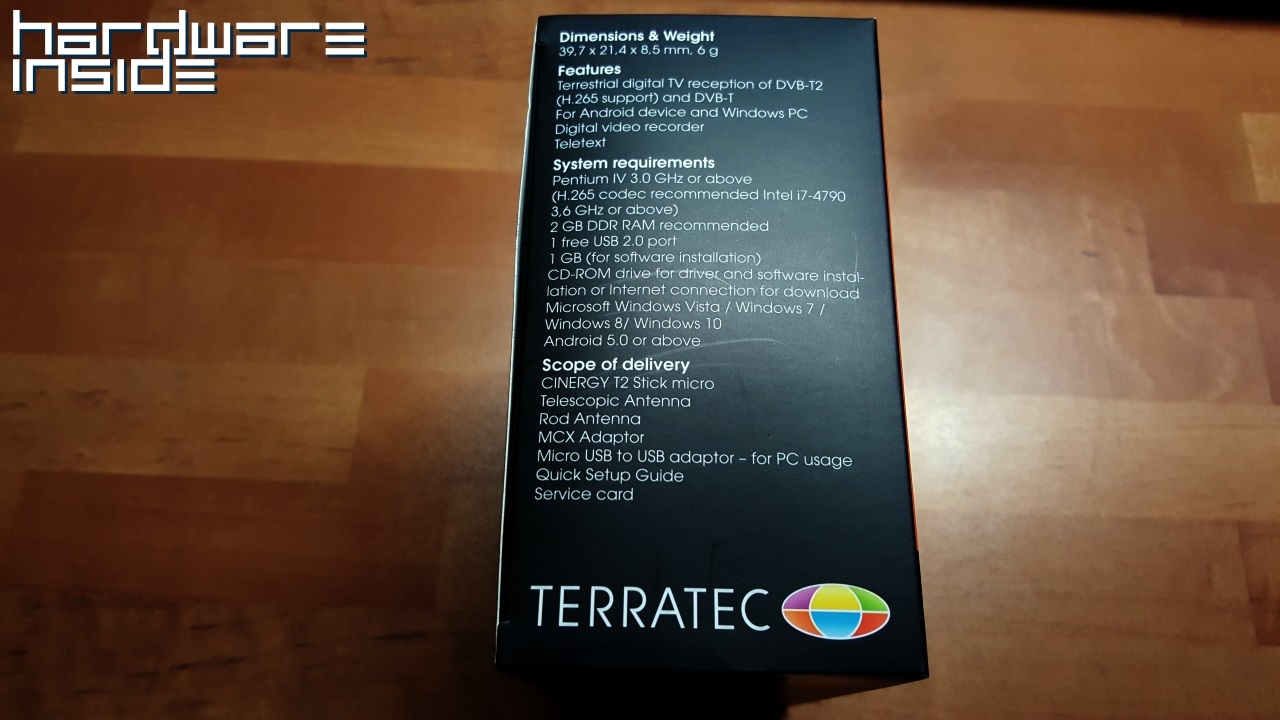 hardware
inside
Dimensions & Weight
39,7 x 21,4 x 8,5 mm, 6 g
Features
Terrestrial digital TV reception of DVB-T2
(H.265 support) and DVB-T
For Android device and Windows PC
Digital video recorder
Teletext
System requirements
Pentium IV 3.0 GHz or above
(H.265 codec recommended Intel i7-4790
3,6 GHz or above)
2 GB DDR RAM recommended
1 free USB 2.0 port
1 GB (for software installation)
CD-ROM drive for driver and software instal-
lation or Internet connection for download
Microsoft Windows Vista / Windows 7 /
Windows 8/ Windows 10
Android 5.0 or above
Scope of delivery
CINERGY T2 Stick micro
Telescopic Antenna
Rod Antenna
MCX Adaptor
Micro USB to USB adaptor – for PC usage
Quick Setup Guide
Service card
TERRATEC